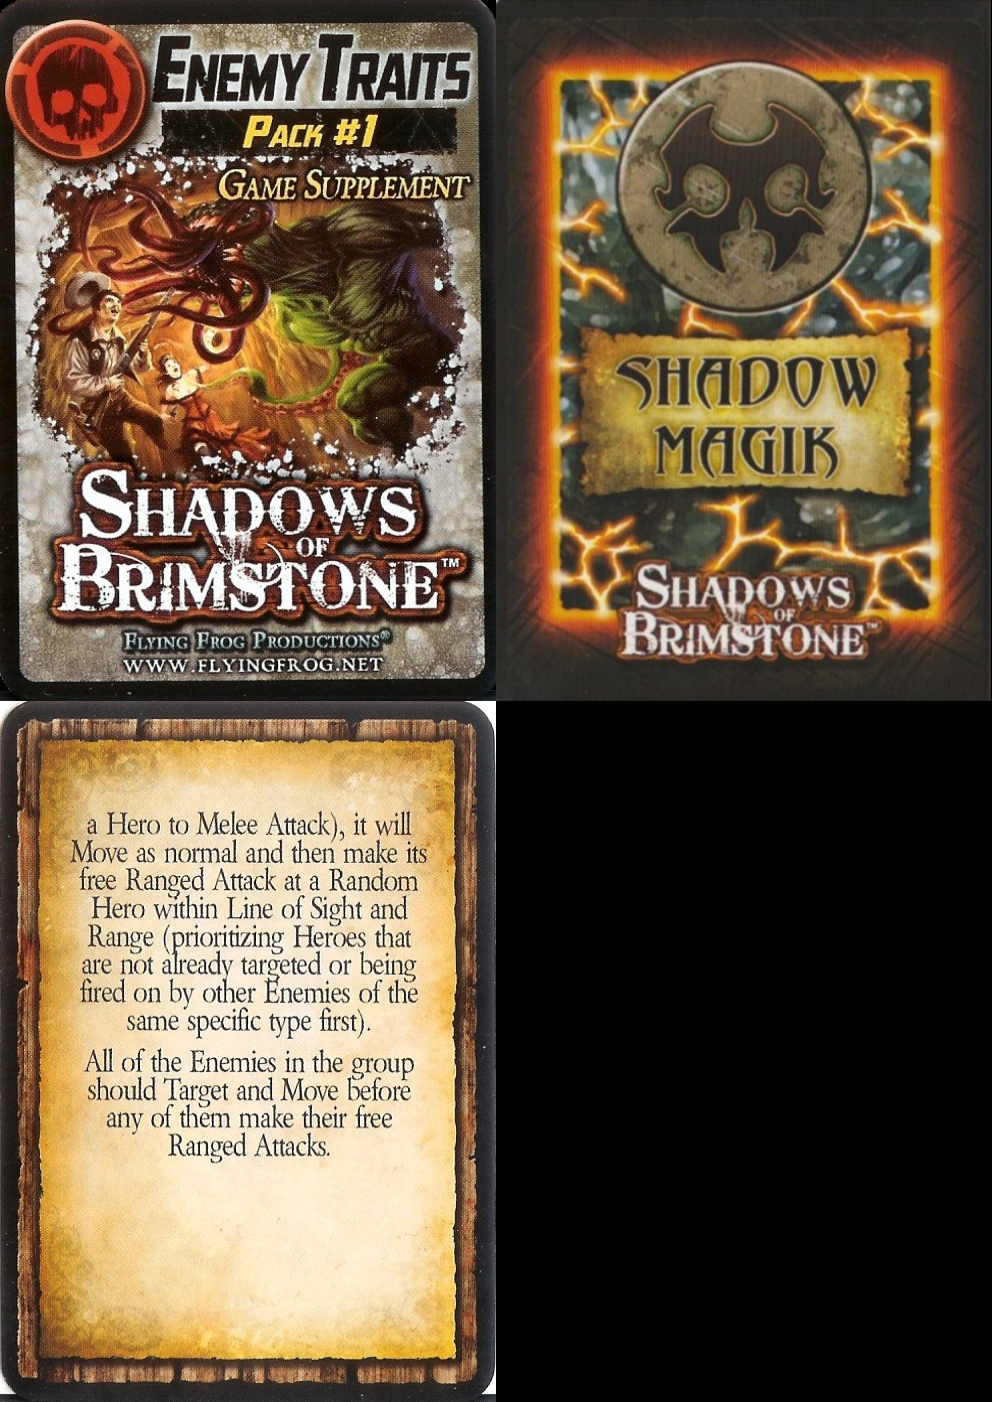 ENEMY TRAITS
PACK #1
GAME SUPPLEMENT
SHADOWS
OF
BRIMSTONE™
FLYING FROG PRODUCTIONS®
WWW.FLYINGFROG.NET
SHADOW
MAGIK
SHADOWS
OF
BRIMSTONE™
a Hero to Melee Attack), it will
Move as normal and then make its
free Ranged Attack at a Random
Hero within Line of Sight and
Range (prioritizing Heroes that
are not already targeted or being
fired on by other Enemies of the
same specific type first).
All of the Enemies in the group
should Target and Move before
any of them make their free
Ranged Attacks.